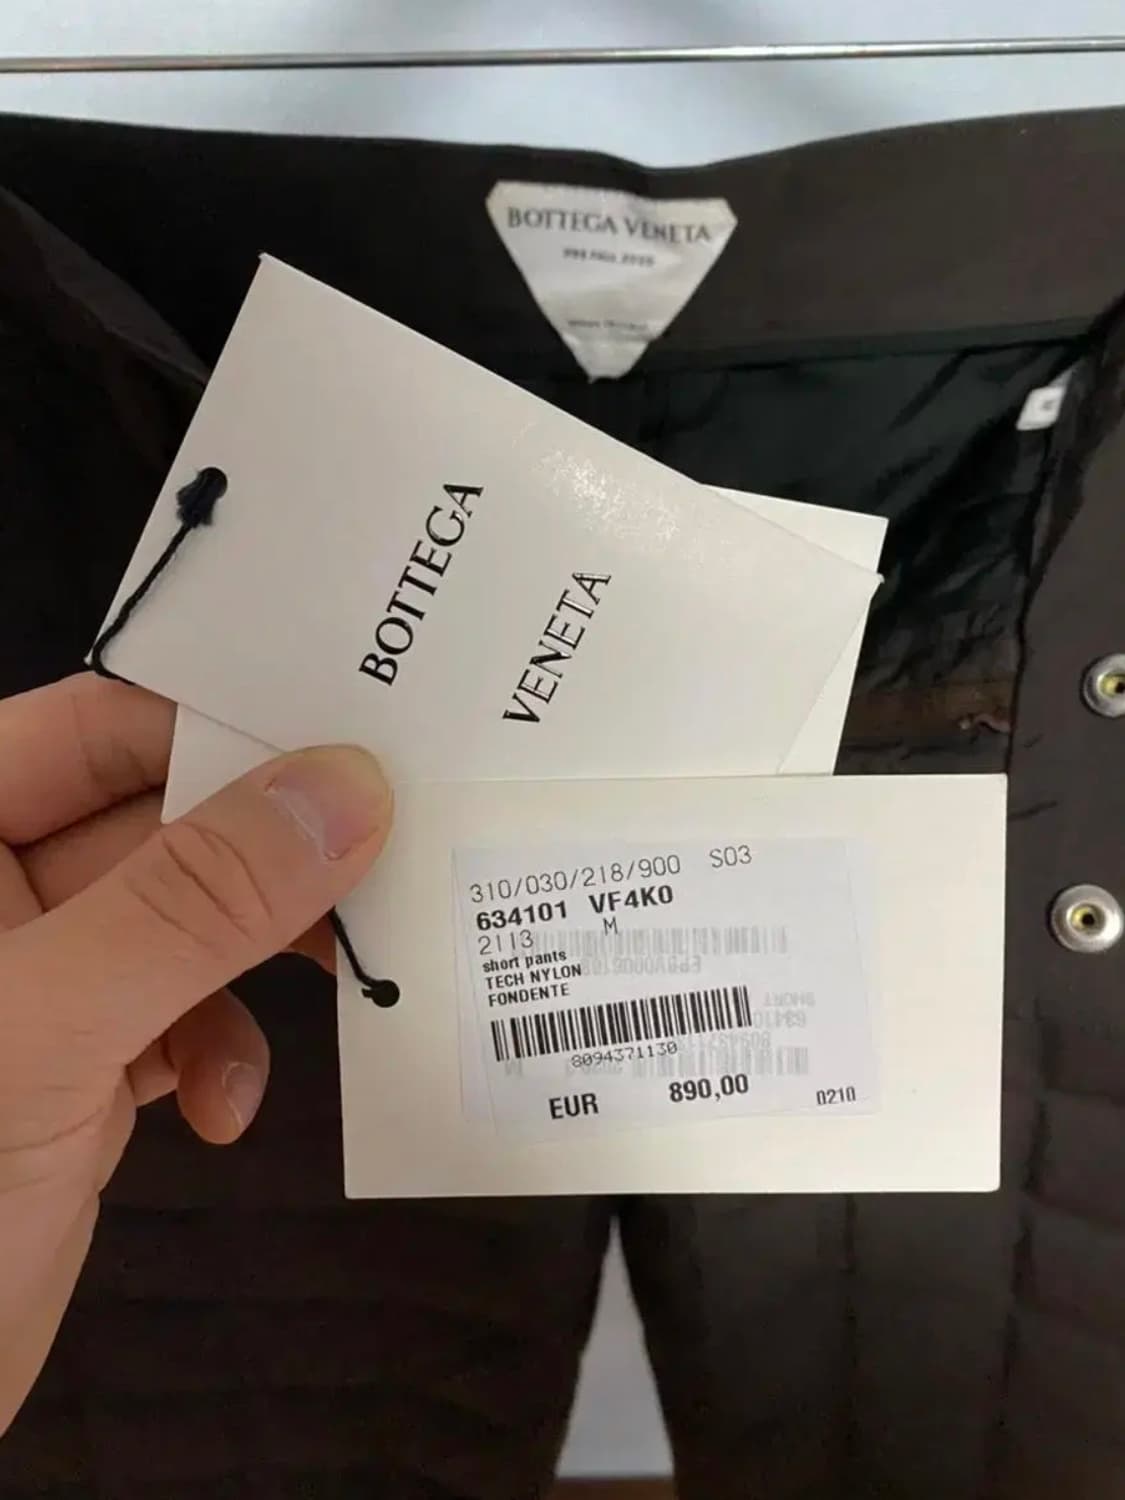 BOTTEGA VENETA
BOTTEGA
VENETA
310/030/218/900 S03
634101 VF4K0
2113 M
short pants
TECH NYLON
FONDENTE
8094371130
EUR 890,00
0210